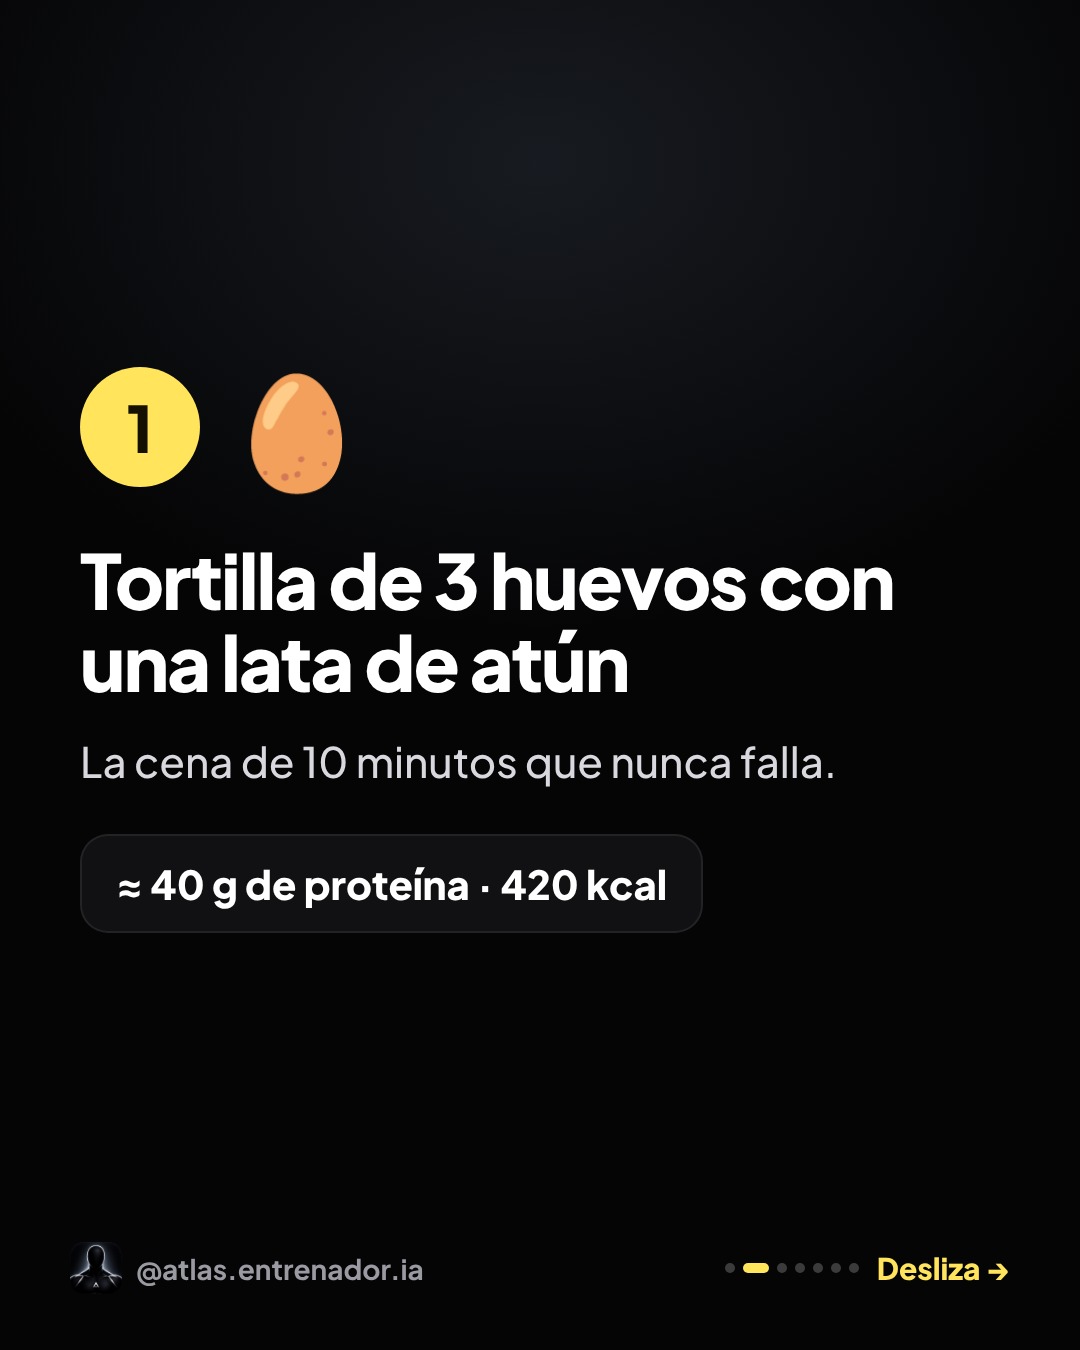 1
Tortilla de 3 huevos con
una lata de atún
La cena de 10 minutos que nunca falla.
≈ 40 g de proteína · 420 kcal
@atlas.entrenador.ia
Desliza →